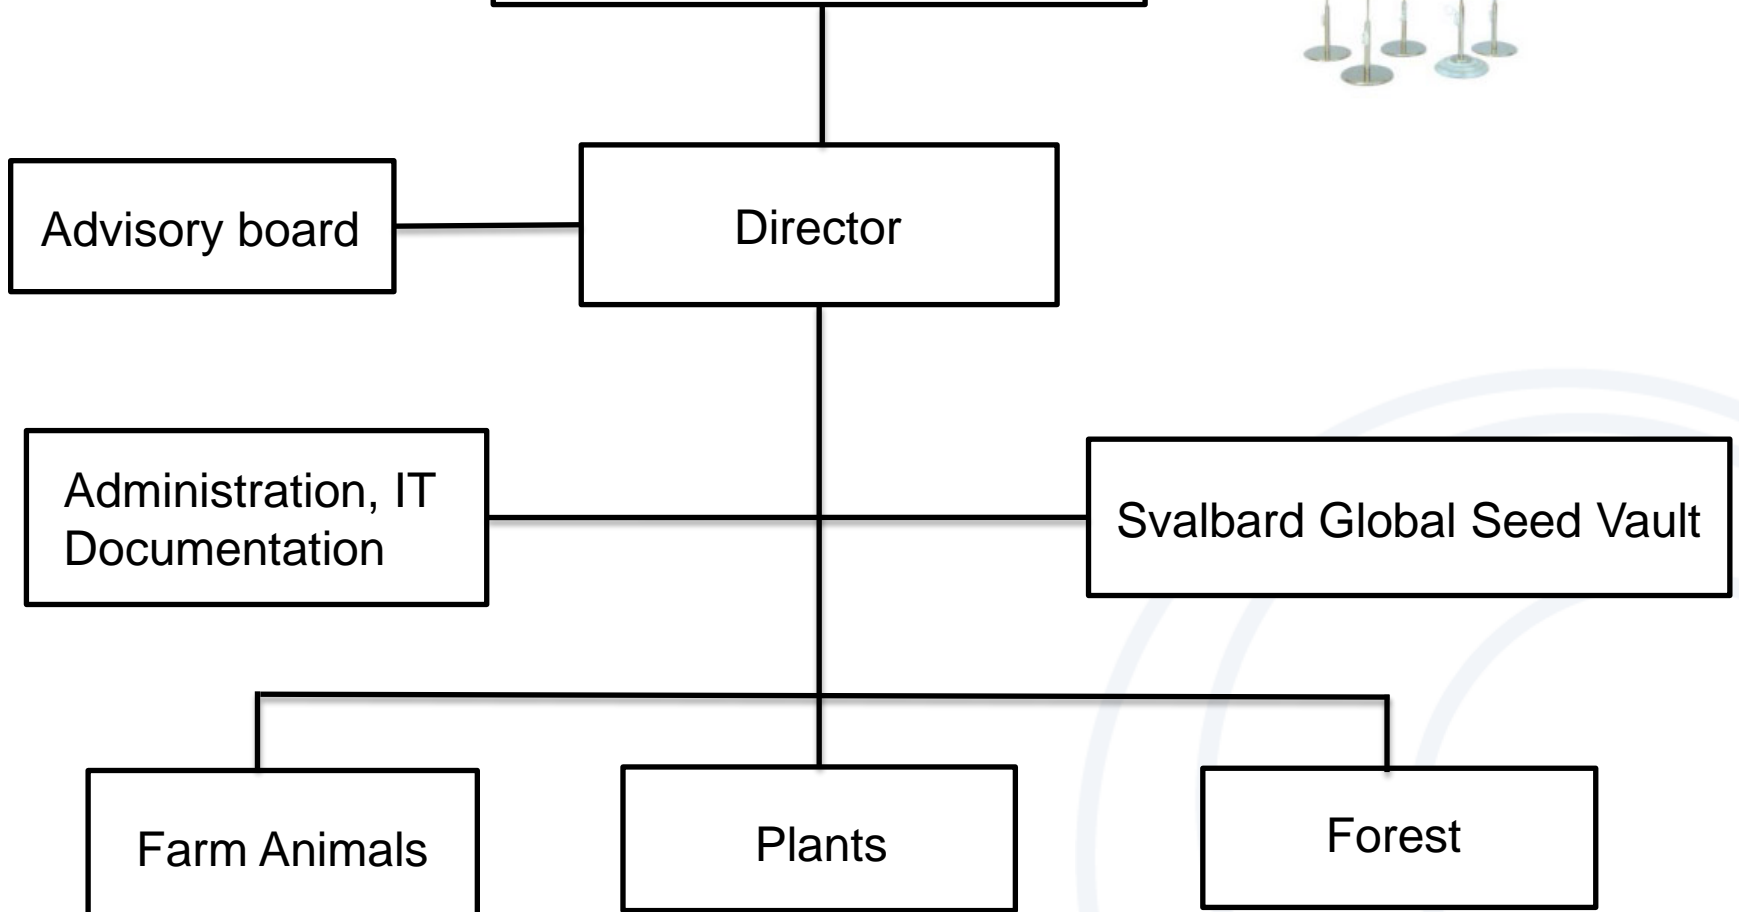 Advisory board
Director
Administration, IT
Documentation
Svalbard Global Seed Vault
Farm Animals
Plants
Forest